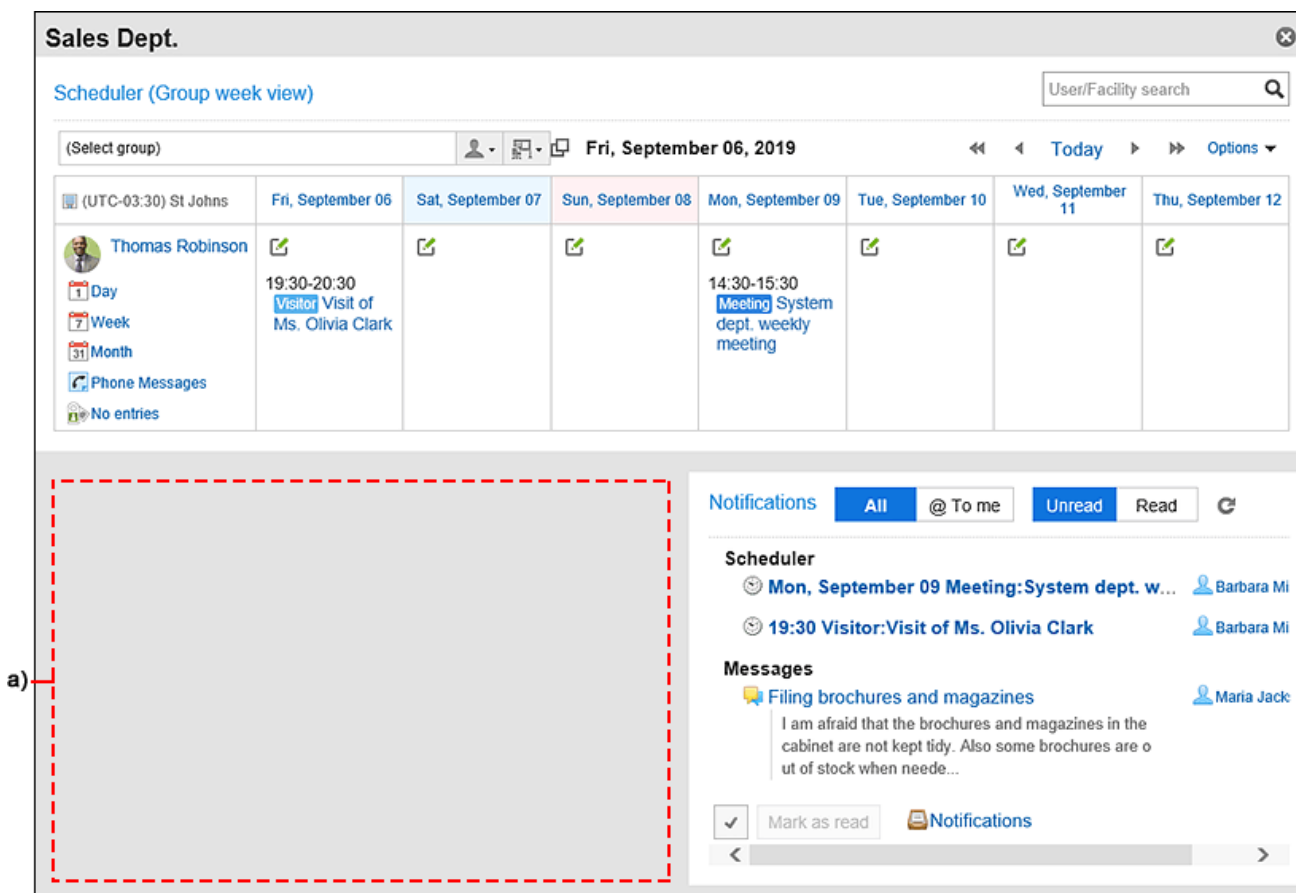 Sales Dept.
Scheduler (Group week view)
User/Facility search
(Select group)
Fri, September 06, 2019
Today
Options
(UTC-03:30) St Johns
Fri, September 06
Sat, September 07
Sun, September 08
Mon, September 09
Tue, September 10
Wed, September
11
Thu, September 12
Thomas Robinson
1 Day
7 Week
31 Month
Phone Messages
No entries
19:30-20:30
Visitor Visit of
Ms. Olivia Clark
14:30-15:30
Meeting System
dept. weekly
meeting
a)
Notifications
All
@ To me
Unread
Read
Scheduler
Mon, September 09 Meeting:System dept. w...
Barbara Mi
19:30 Visitor:Visit of Ms. Olivia Clark
Barbara Mi
Messages
Filing brochures and magazines
Maria Jack
I am afraid that the brochures and magazines in the
cabinet are not kept tidy. Also some brochures are o
ut of stock when neede...
Mark as read
Notifications